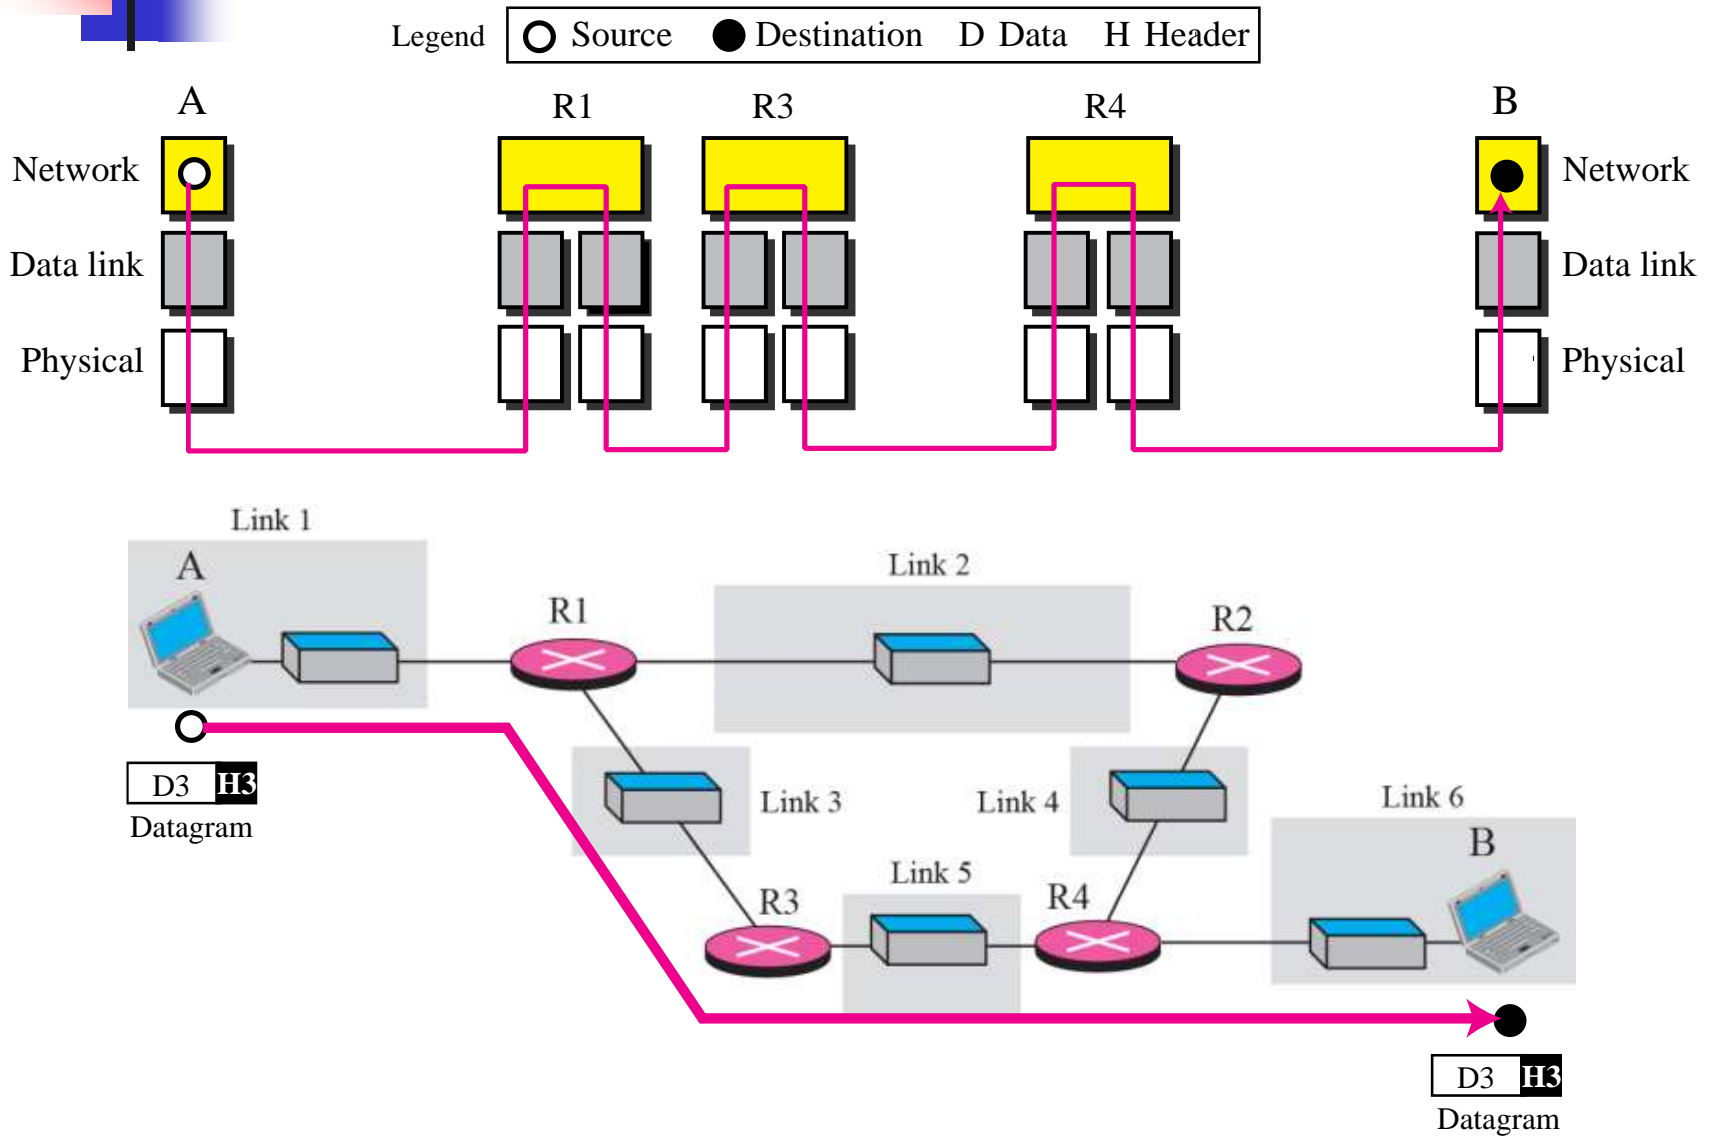 Legend Source Destination D Data H Header
A R1 R3 R4 B
Network Network
Data link Data link
Physical Physical
Link 1
A
Link 2
R1
R2
Link 3
Link 4
Link 6
D3 H3
Datagram
B
Link 5
R3
R4
D3 H3
Datagram